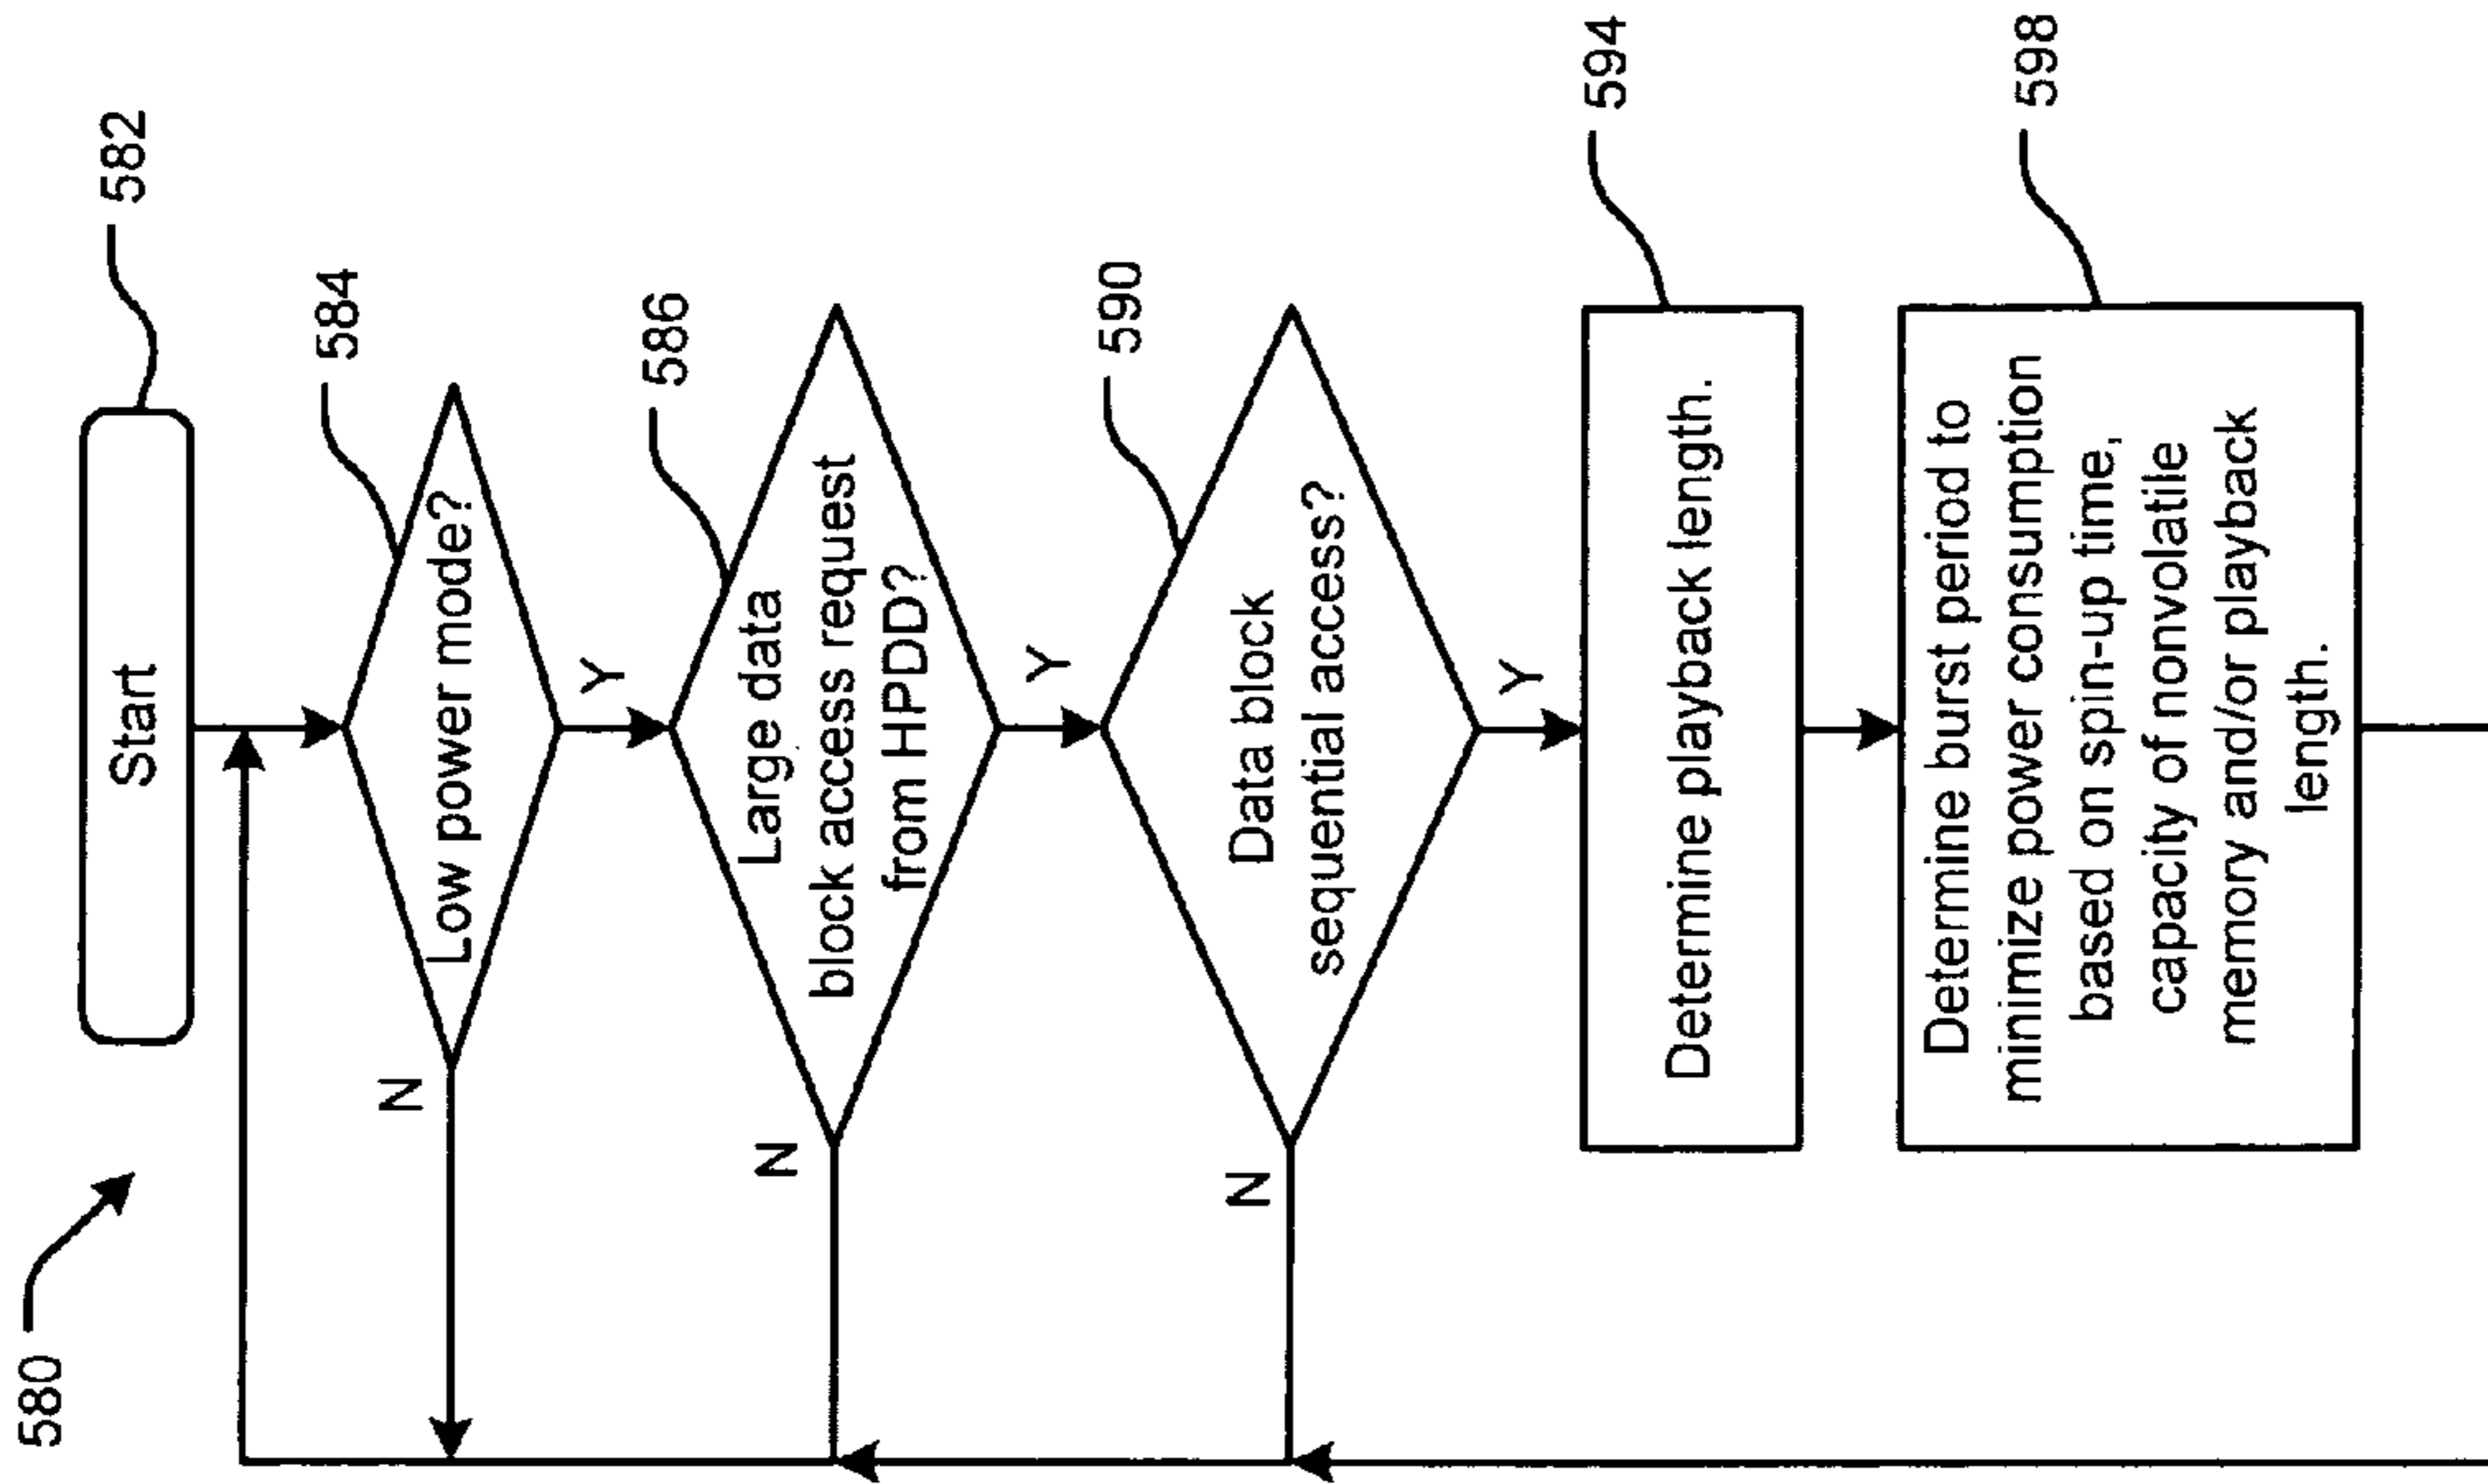 580
Start
582
Low power mode?
584
N
Y
Large data
block access request
from HPDD?
586
N
Y
Data block
sequential access?
590
N
Y
Determine playback length.
594
Determine burst period to
minimize power consumption
based on spin-up time,
capacity of nonvolatile
memory and/or playback
length.
598